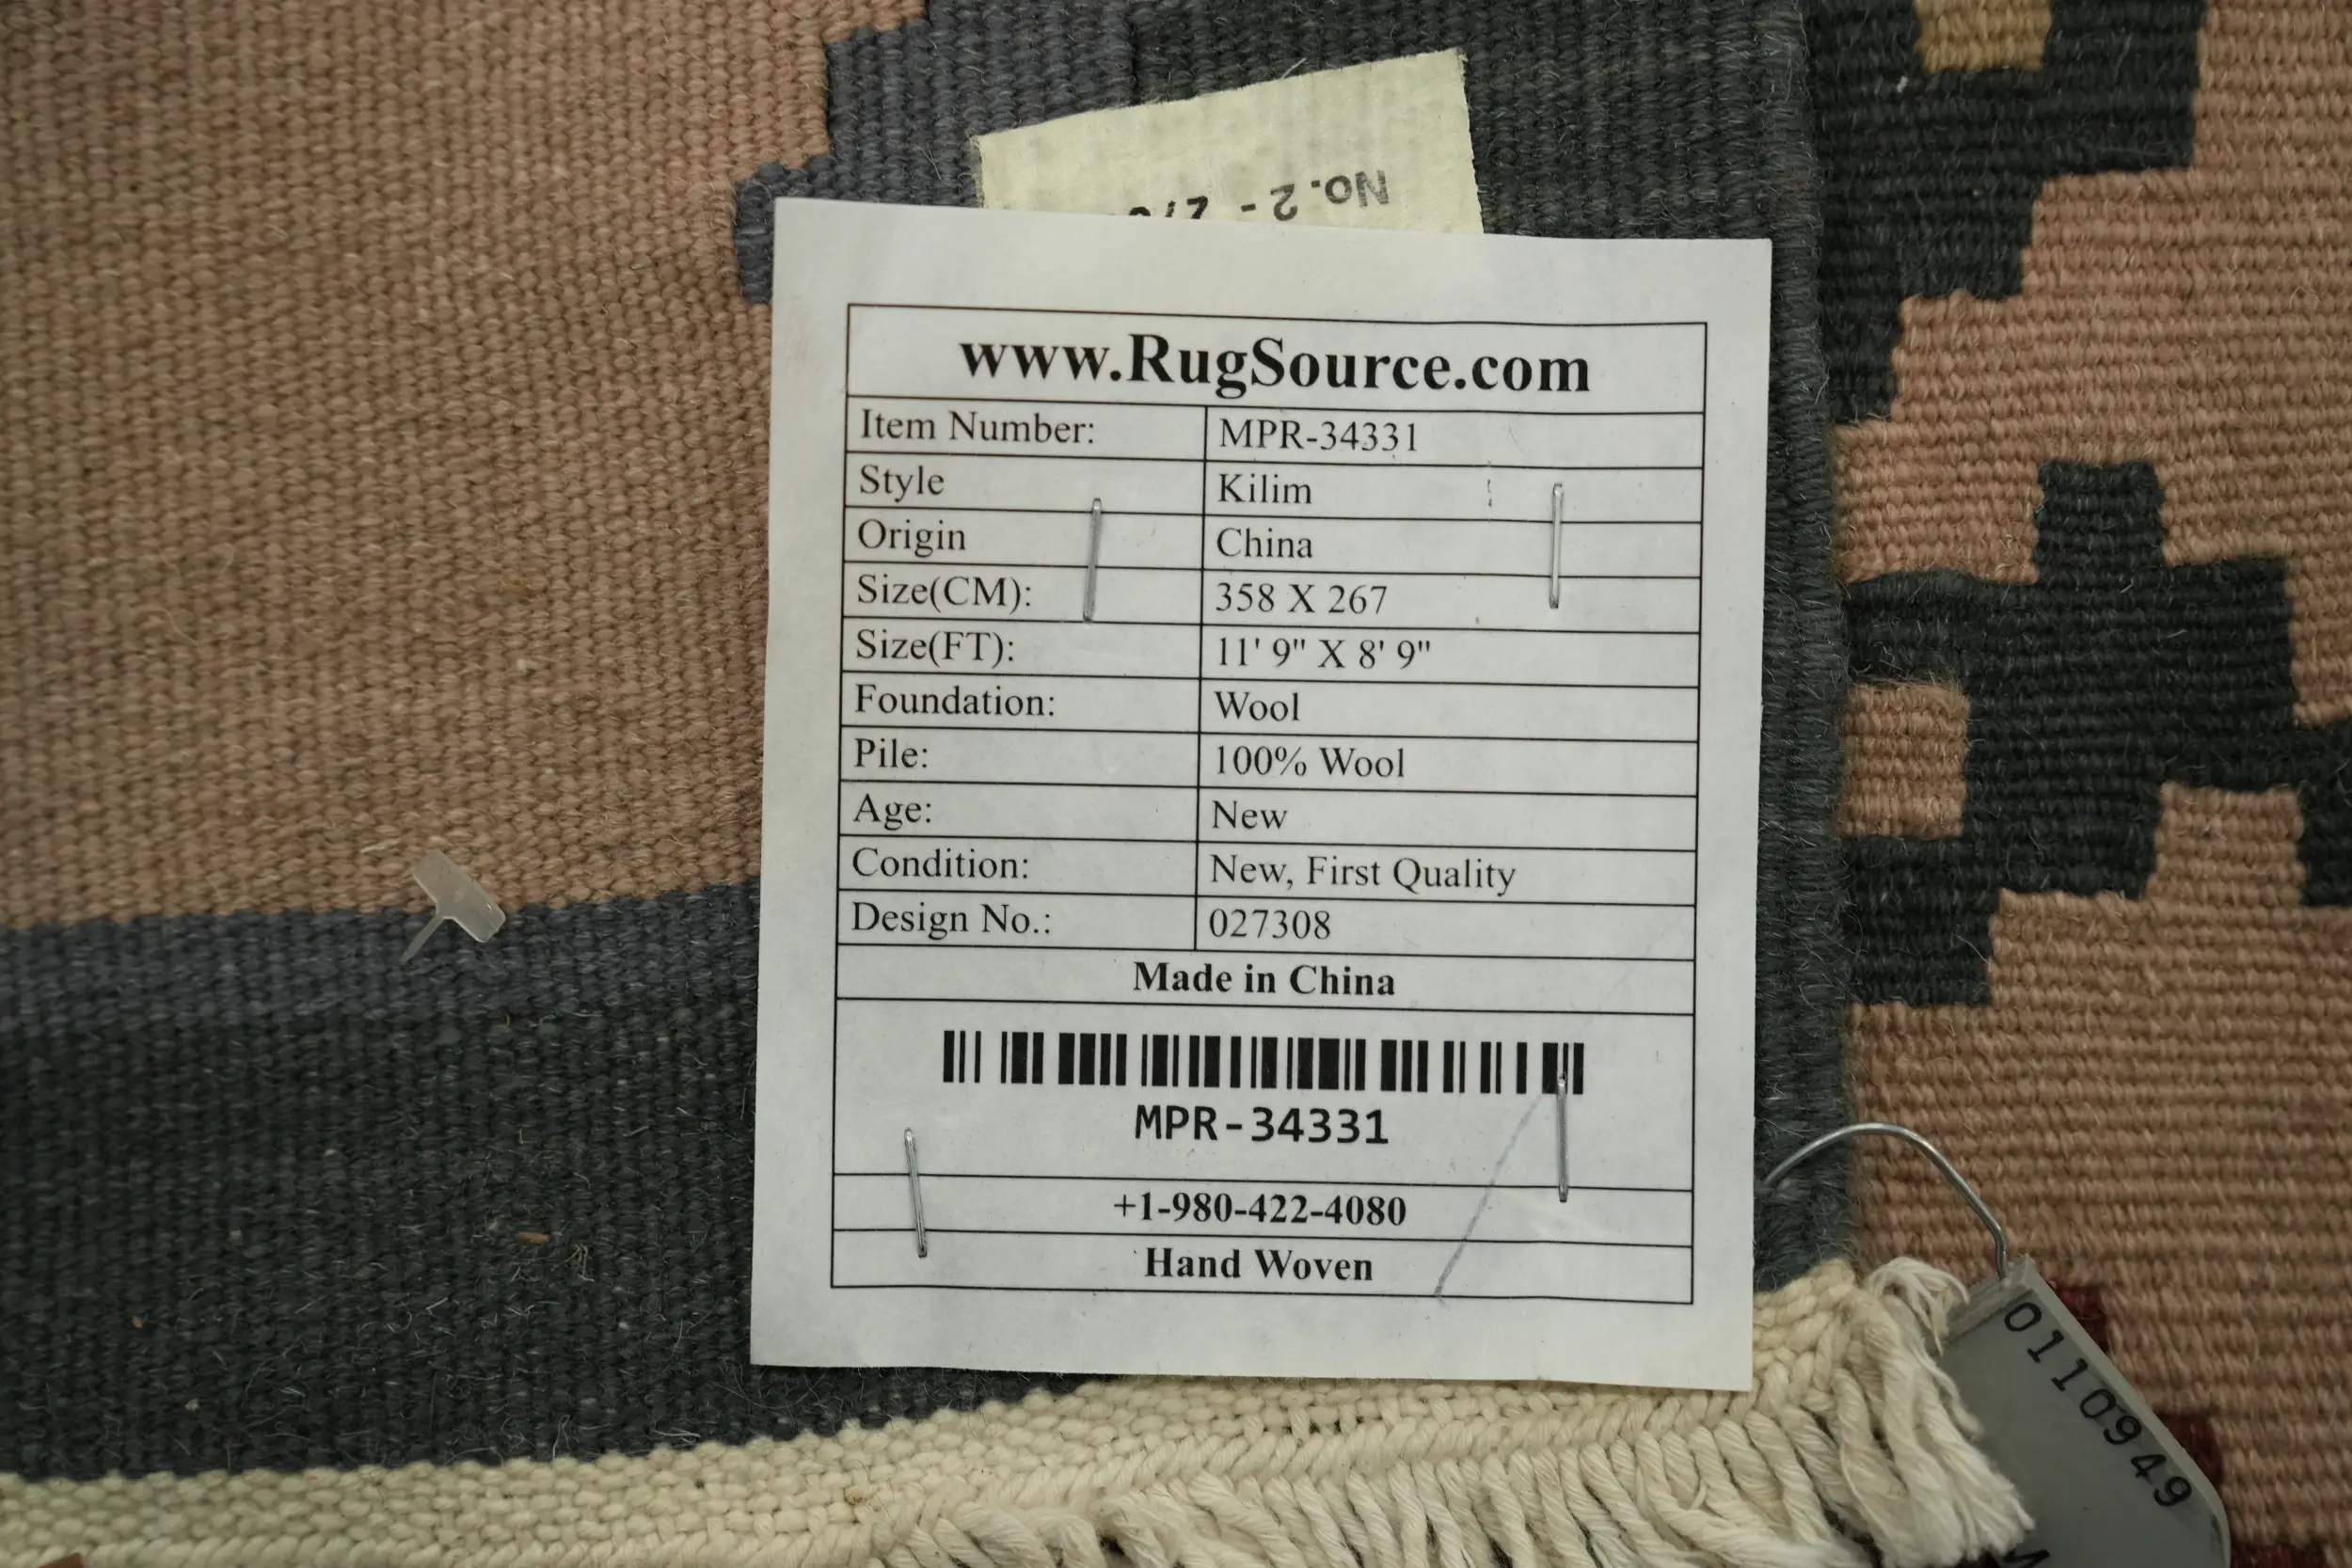 No. 2 -
www.RugSource.com
Item Number: MPR-34331
Style Kilim
Origin China
Size(CM): 358 X 267
Size(FT): 11' 9" X 8' 9"
Foundation: Wool
Pile: 100% Wool
Age: New
Condition: New, First Quality
Design No.: 027308
Made in China
MPR-34331
+1-980-422-4080
Hand Woven
0110949